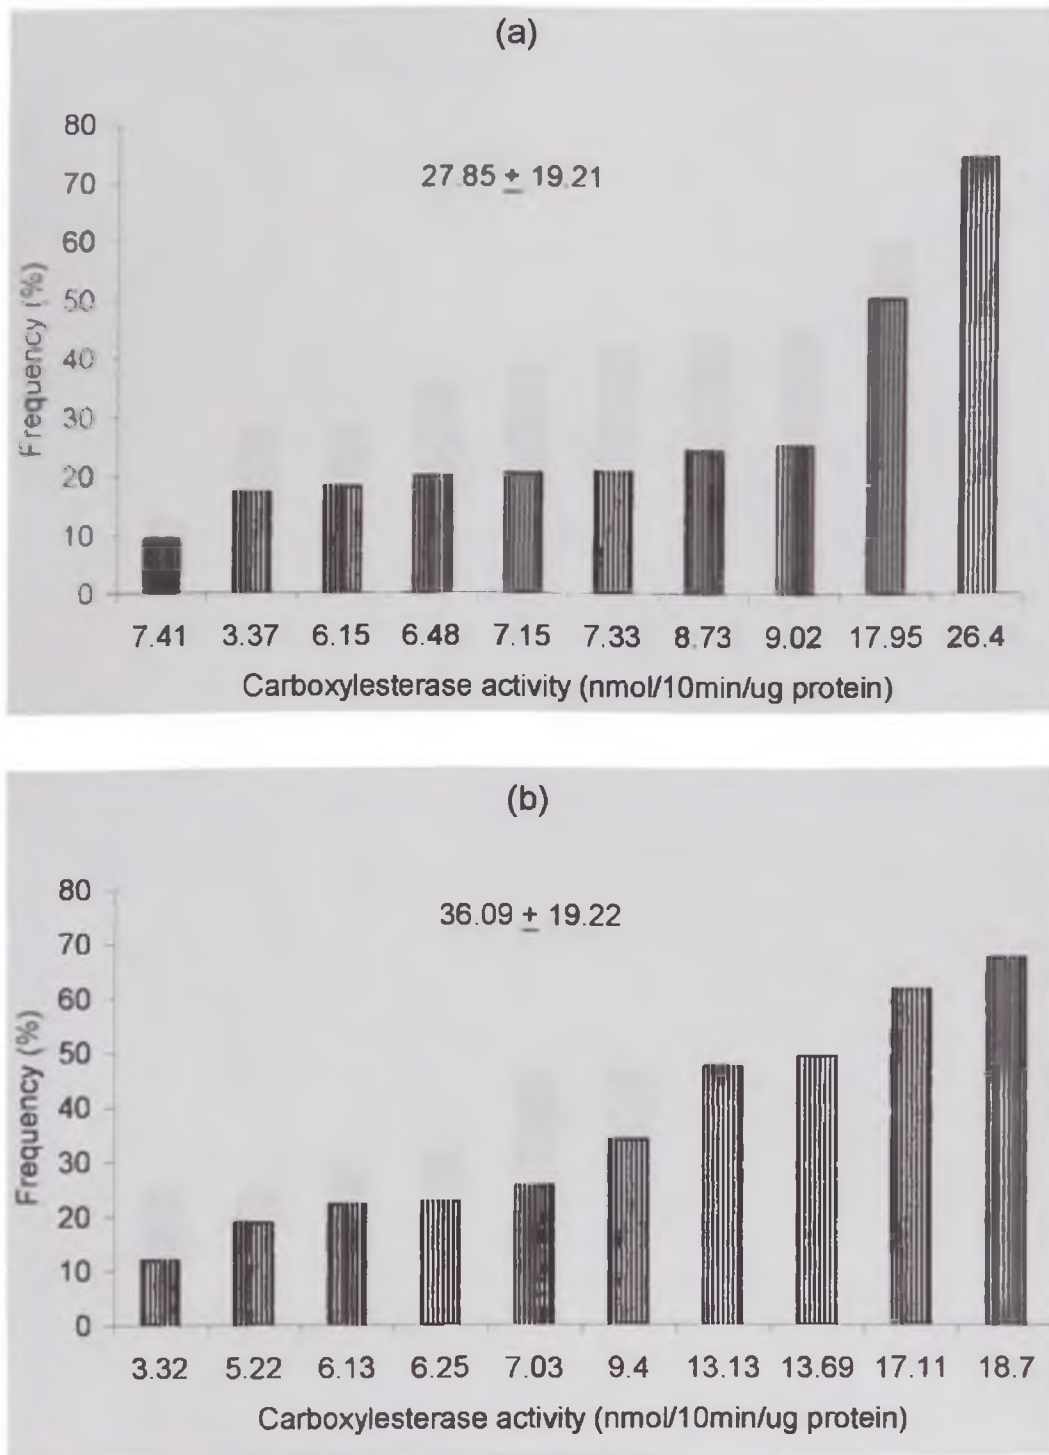 (a)
80
70
60
50
40
30
20
10
0
Frequency (%)
27.85 ± 19.21
7.41 3.37 6.15 6.48 7.15 7.33 8.73 9.02 17.95 26.4
Carboxylesterase activity (nmol/10min/ug protein)
(b)
80
70
60
50
40
30
20
10
0
Frequency (%)
36.09 ± 19.22
3.32 5.22 6.13 6.25 7.03 9.4 13.13 13.69 17.11 18.7
Carboxylesterase activity (nmol/10min/ug protein)